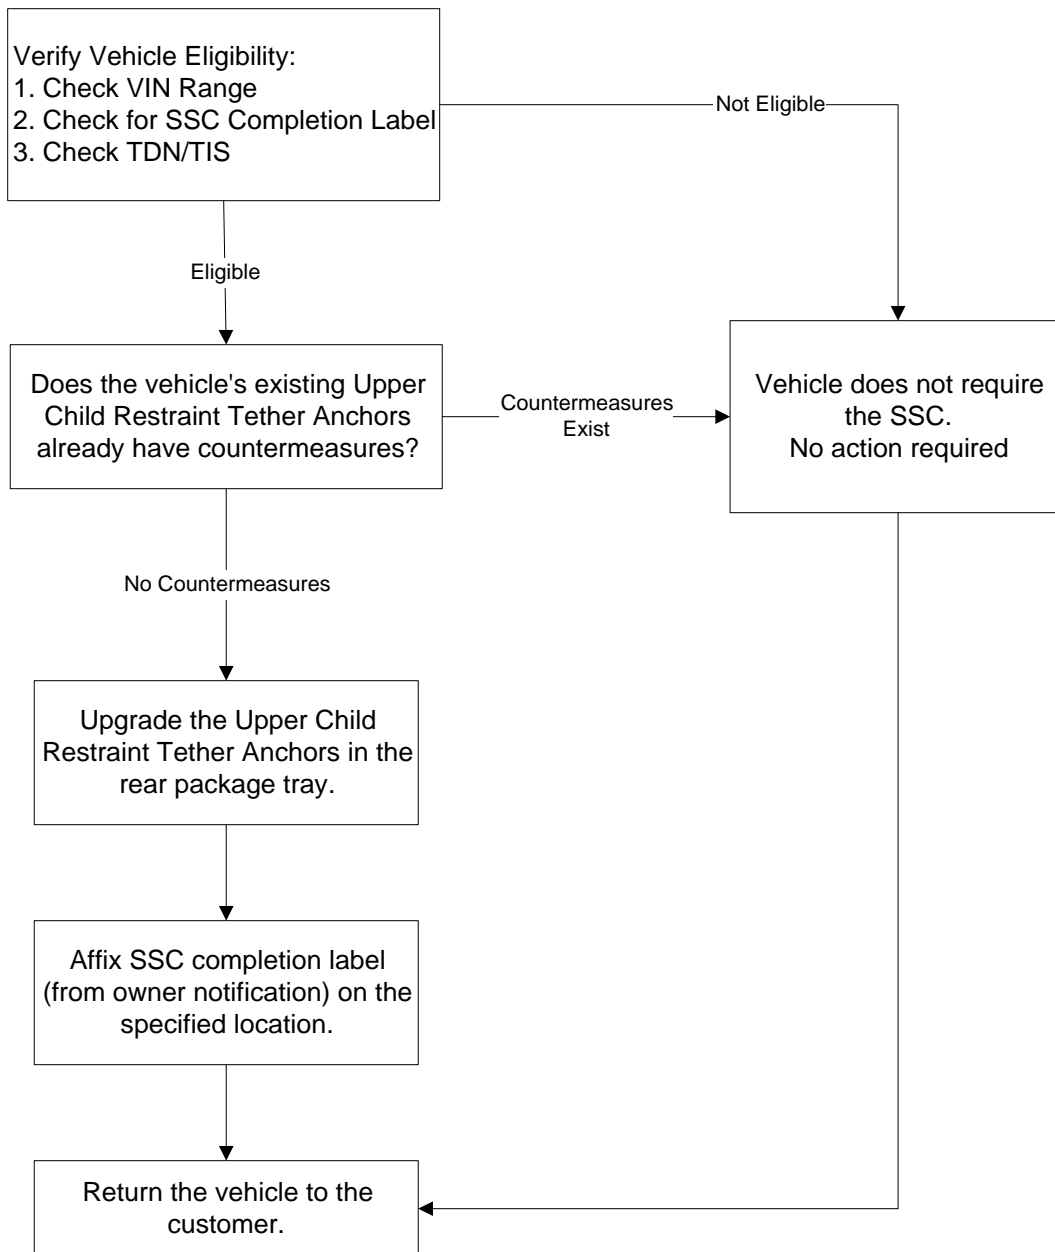 Verify Vehicle Eligibility:
1. Check VIN Range
2. Check for SSC Completion Label
3. Check TDN/TIS
Not Eligible
Eligible
Does the vehicle's existing Upper
Child Restraint Tether Anchors
already have countermeasures?
Countermeasures
Exist
Vehicle does not require
the SSC.
No action required
No Countermeasures
Upgrade the Upper Child
Restraint Tether Anchors in the
rear package tray.
Affix SSC completion label
(from owner notification) on the
specified location.
Return the vehicle to the
customer.